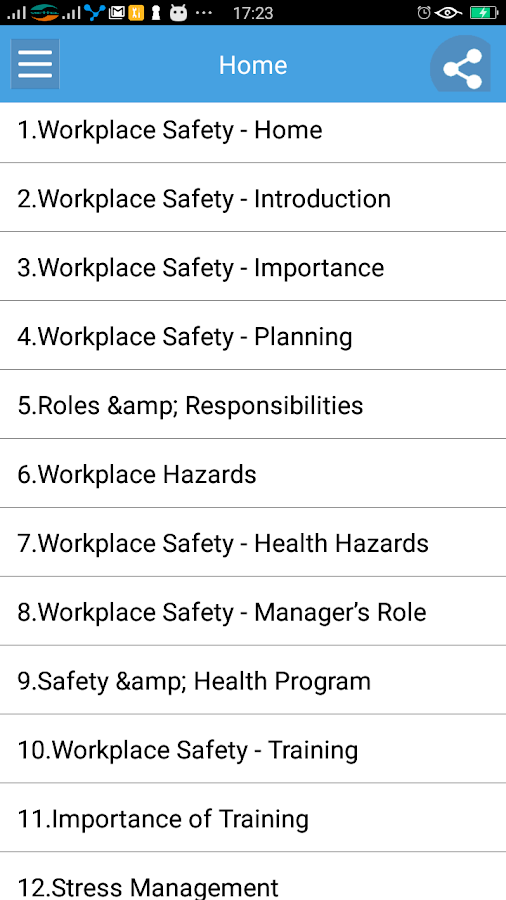 17:23
Home
1.Workplace Safety - Home
2.Workplace Safety - Introduction
3.Workplace Safety - Importance
4.Workplace Safety - Planning
5.Roles &amp; Responsibilities
6.Workplace Hazards
7.Workplace Safety - Health Hazards
8.Workplace Safety - Manager’s Role
9.Safety &amp; Health Program
10.Workplace Safety - Training
11.Importance of Training
12.Stress Management